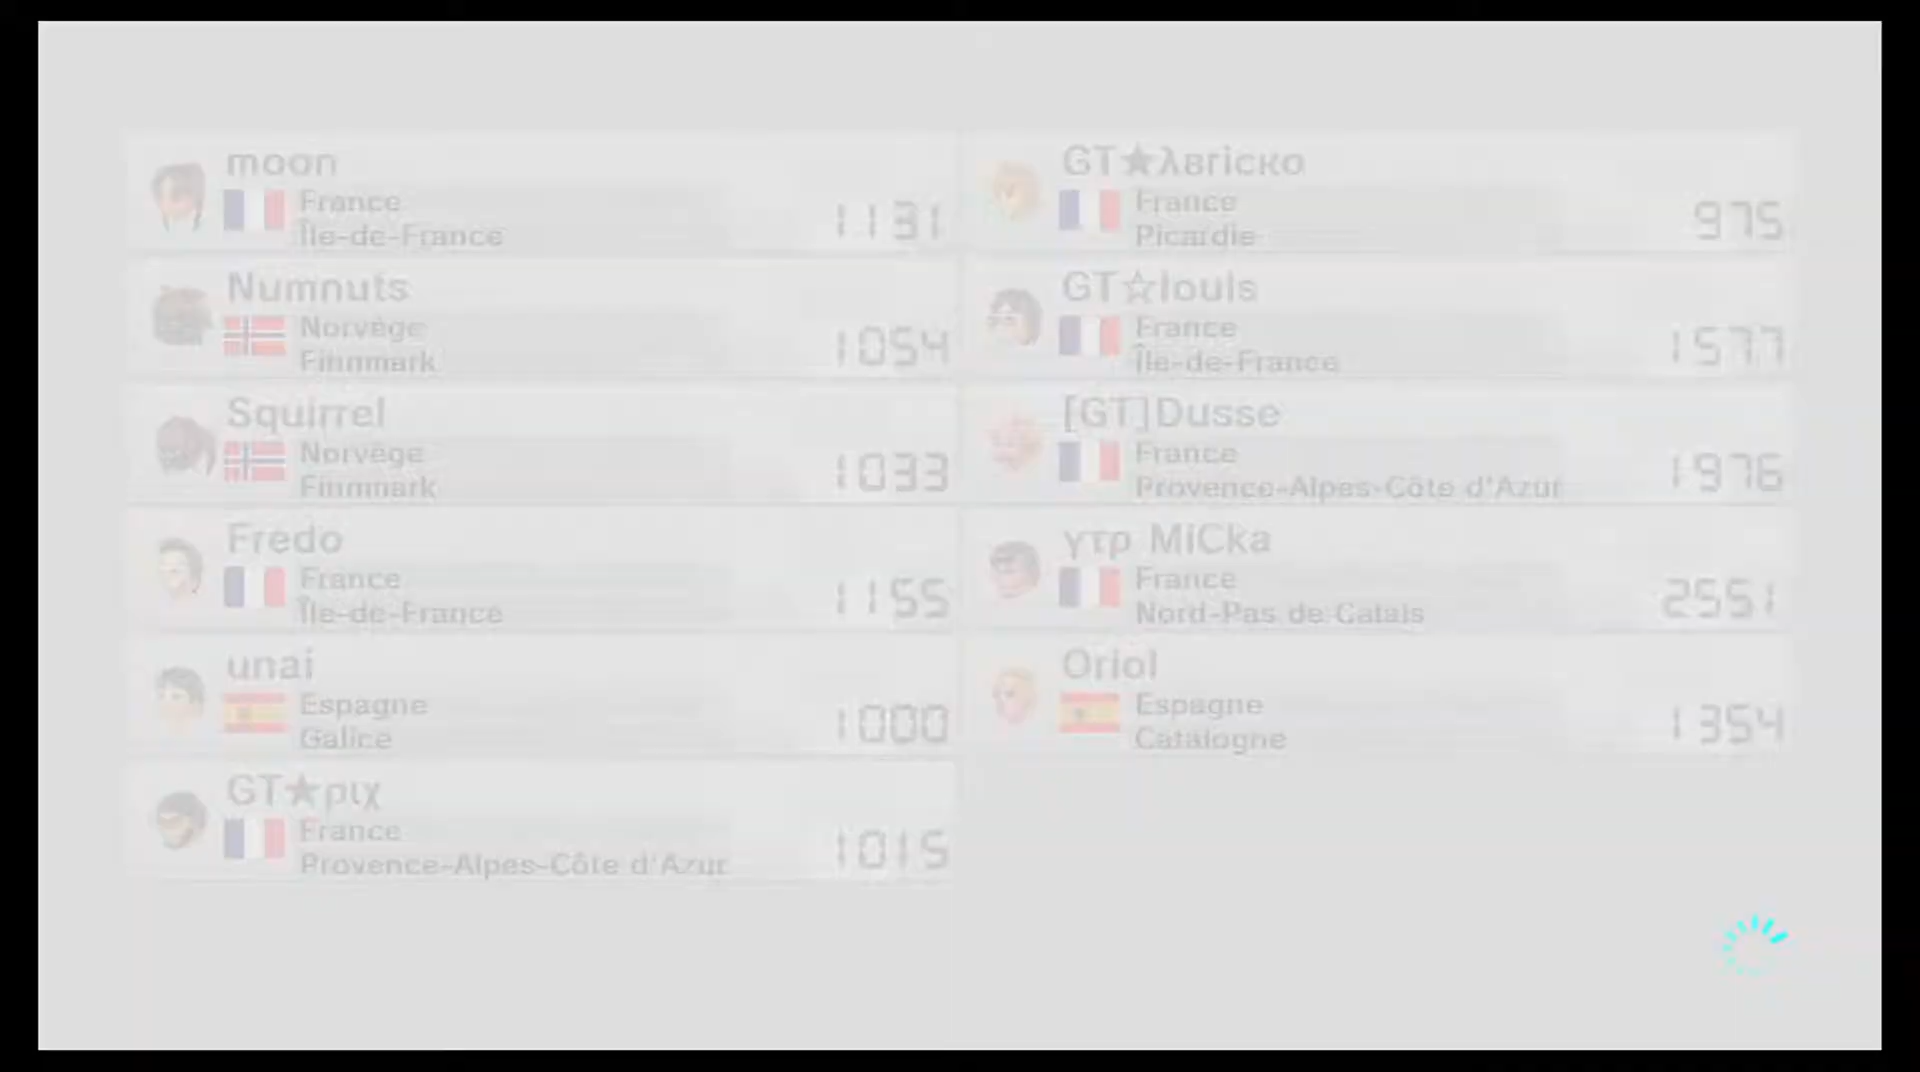 moon
France
Île-de-France
1131
Numnuts
Norvège
Finnmark
1054
Squirrel
Norvège
Finnmark
1033
Fredo
France
Île-de-France
1155
unai
Espagne
Galice
1000
GT★ριχ
France
Provence-Alpes-Côte d'Azur
1015
GT★λʙricκo
France
Picardie
975
GT☆louis
France
Île-de-France
1577
[GT]Dusse
France
Provence-Alpes-Côte d'Azur
1976
γτρ MiCka
France
Nord-Pas de Calais
2551
Oriol
Espagne
Catalogne
1354